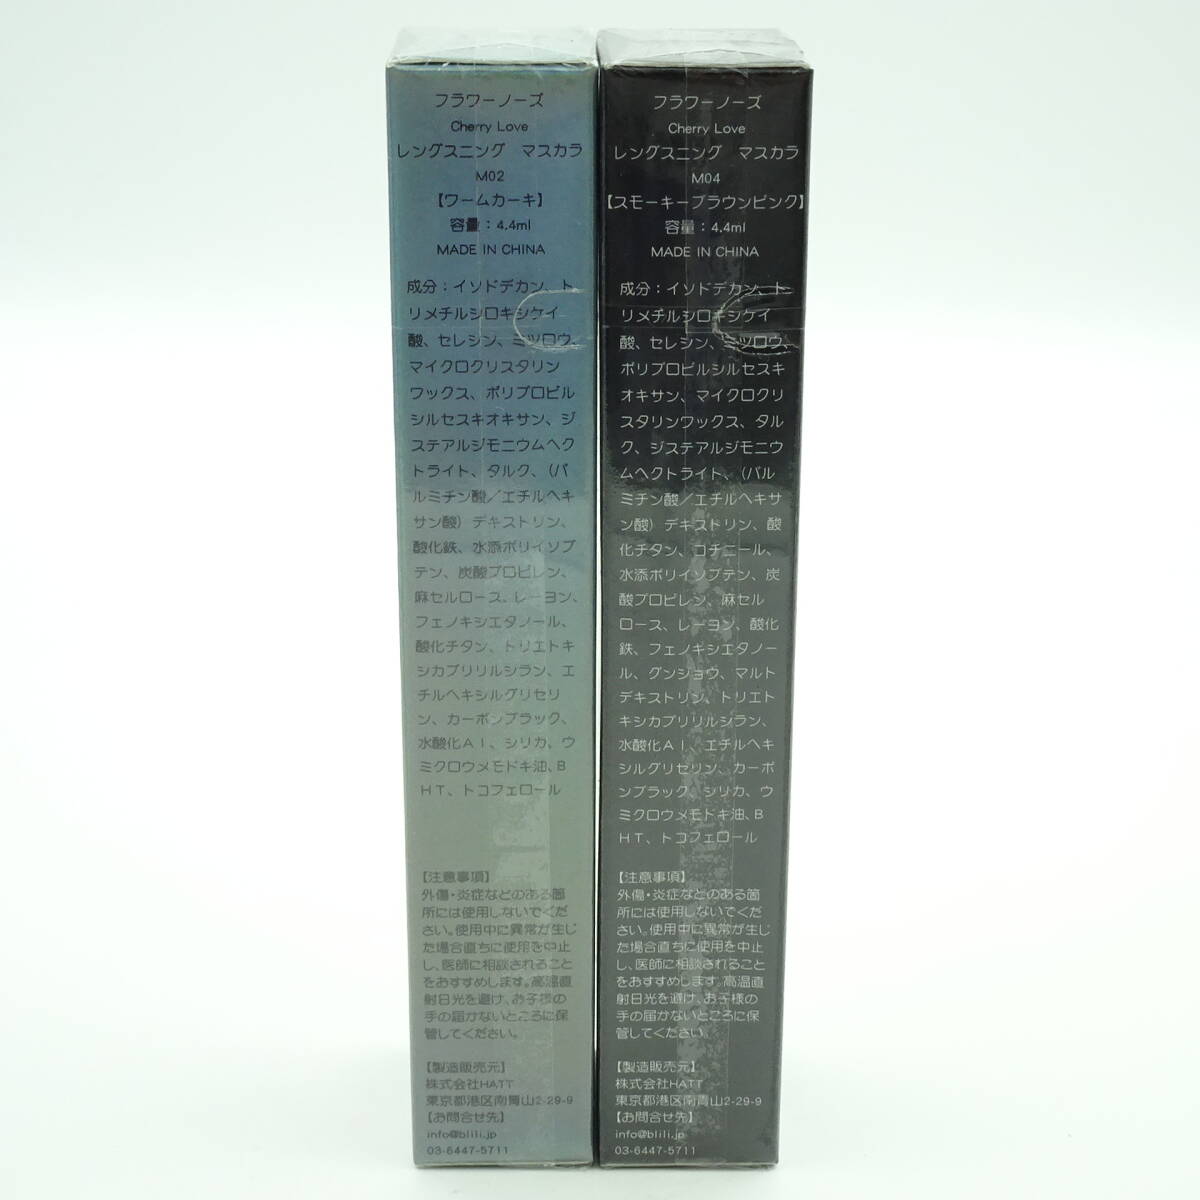 フラワーノーズ
Cherry Love
レングスニング　マスカラ
M02
【ワームカーキ】
容量：4.4ml
MADE IN CHINA
成分：イソドデカン、ト
リメチルシロキシケイ
酸、セレシン、ミツロウ、
マイクロクリスタリン
ワックス、ポリプロピル
シルセスキオキサン、ジ
ステアルジモニウムヘク
トライト、タルク、（パ
ルミチン酸／エチルヘキ
サン酸）デキストリン、
酸化鉄、水添ポリイソブ
テン、炭酸プロピレン、
麻セルロース、レーヨン、
フェノキシエタノール、
酸化チタン、トリエトキ
シカプリリルシラン、エ
チルヘキシルグリセリ
ン、カーボンブラック、
水酸化ＡＩ、シリカ、ウ
ミクロウメモドキ油、B
HT、トコフェロール
【注意事項】
外傷・炎症などのある箇
所には使用しないでくだ
さい。使用中に異常が生じ
た場合直ちに使用を中止
し、医師に相談されること
をおすすめします。高温直
射日光を避け、お子様の
手の届かないところに保
管してください。
【製造販売元】
株式会社HATT
東京都港区南青山2-29-9
【お問合せ先】
info@blili.jp
03-6447-5711
フラワーノーズ
Cherry Love
レングスニング　マスカラ
M04
【スモーキーブラウンピンク】
容量：4.4ml
MADE IN CHINA
成分：イソドデカン、ト
リメチルシロキシケイ
酸、セレシン、ミツロウ、
ポリプロピルシルセスキ
オキサン、マイクロクリ
スタリンワックス、タル
ク、ジステアルジモニウ
ムヘクトライト、（パル
ミチン酸／エチルヘキサ
ン酸）デキストリン、酸
化チタン、コチニール、
水添ポリイソブテン、炭
酸プロピレン、麻セル
ロース、レーヨン、酸化
鉄、フェノキシエタノー
ル、グンジョウ、マルト
デキストリン、トリエト
キシカプリリルシラン、
水酸化ＡＩ、エチルヘキ
シルグリセリン、カーボ
ンブラック、シリカ、ウ
ミクロウメモドキ油、B
HT、トコフェロール
【注意事項】
外傷・炎症などのある箇
所には使用しないでくだ
さい。使用中に異常が生じ
た場合直ちに使用を中止
し、医師に相談されること
をおすすめします。高温直
射日光を避け、お子様の
手の届かないところに保
管してください。
【製造販売元】
株式会社HATT
東京都港区南青山2-29-9
【お問合せ先】
info@blili.jp
03-6447-5711